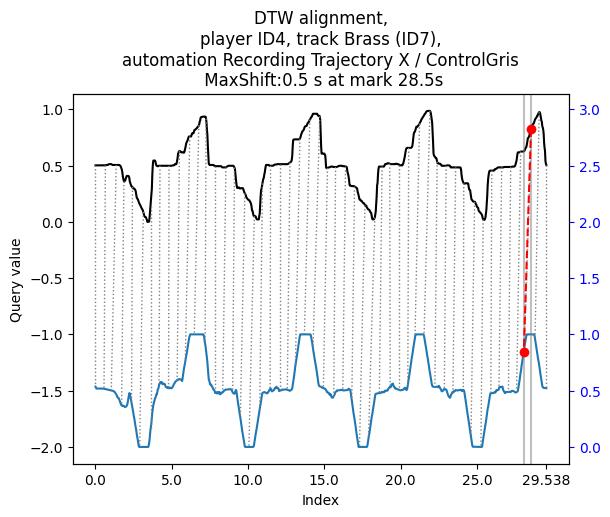 DTW alignment,
player ID4, track Brass (ID7),
automation Recording Trajectory X / ControlGris
MaxShift:0.5 s at mark 28.5s
1.0
0.5
0.0
−0.5
−1.0
−1.5
−2.0
Query value
3.0
2.5
2.0
1.5
1.0
0.5
0.0
0.0 5.0 10.0 15.0 20.0 25.0 29.538
Index